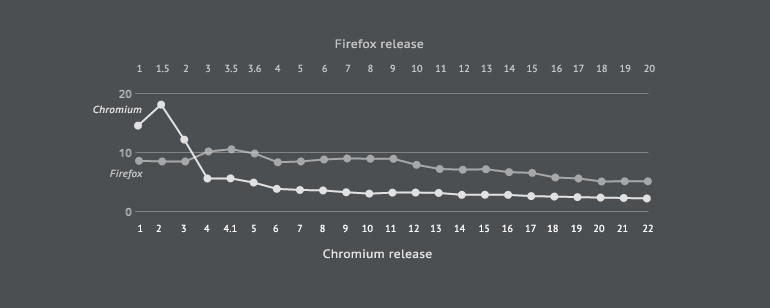 Firefox release
1 1.5 2 3 3.5 3.6 4 5 6 7 8 9 10 11 12 13 14 15 16 17 18 19 20
20
Chromium
10
Firefox
0
1 2 3 4 4.1 5 6 7 8 9 10 11 12 13 14 15 16 17 18 19 20 21 22
Chromium release